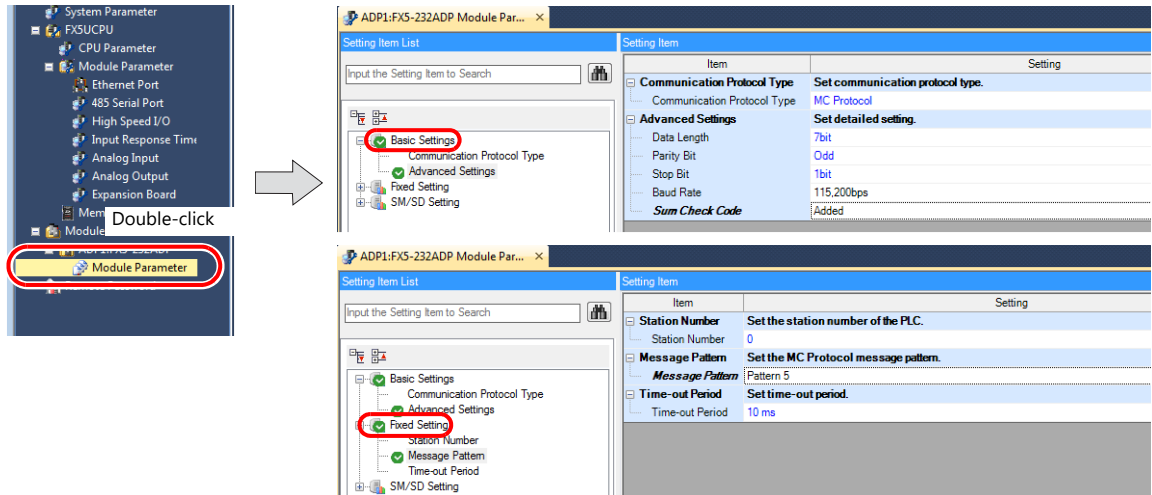 System Parameter
FX5UCPU
CPU Parameter
Module Parameter
Ethernet Port
485 Serial Port
High Speed I/O
Input Response Time
Analog Input
Analog Output
Expansion Board
Double-click
Module
Module Parameter
ADP1:FX5-232ADP Module Par...
Setting Item List
Setting Item
Input the Setting Item to Search
Item Setting
Communication Protocol Type Set communication protocol type.
Communication Protocol Type MC Protocol
Advanced Settings Set detailed setting.
Data Length 7bit
Parity Bit Odd
Stop Bit 1bit
Baud Rate 115,200bps
Sum Check Code Added
Basic Settings
Communication Protocol Type
Advanced Settings
Fixed Setting
SM/SD Setting
ADP1:FX5-232ADP Module Par...
Setting Item List
Setting Item
Input the Setting Item to Search
Item Setting
Station Number Set the station number of the PLC.
Station Number 0
Message Pattern Set the MC Protocol message pattern.
Message Pattern Pattern 5
Time-out Period Set time-out period.
Time-out Period 10 ms
Basic Settings
Communication Protocol Type
Advanced Settings
Fixed Setting
Station Number
Message Pattern
Time-out Period
SM/SD Setting